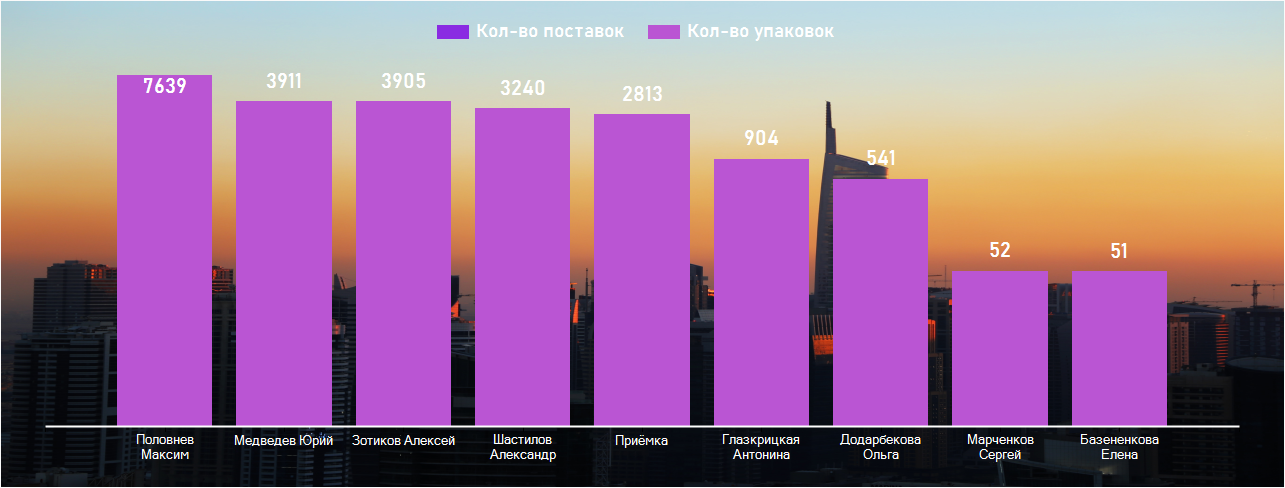 Кол-во поставок Кол-во упаковок
7639 3911 3905 3240 2813 904 541 52 51
Половнев Максим
Медведев Юрий
Зотиков Алексей
Шастилов Александр
Приёмка
Глазкрицкая Антонина
Додарбекова Ольга
Марченков Сергей
Базененкова Елена